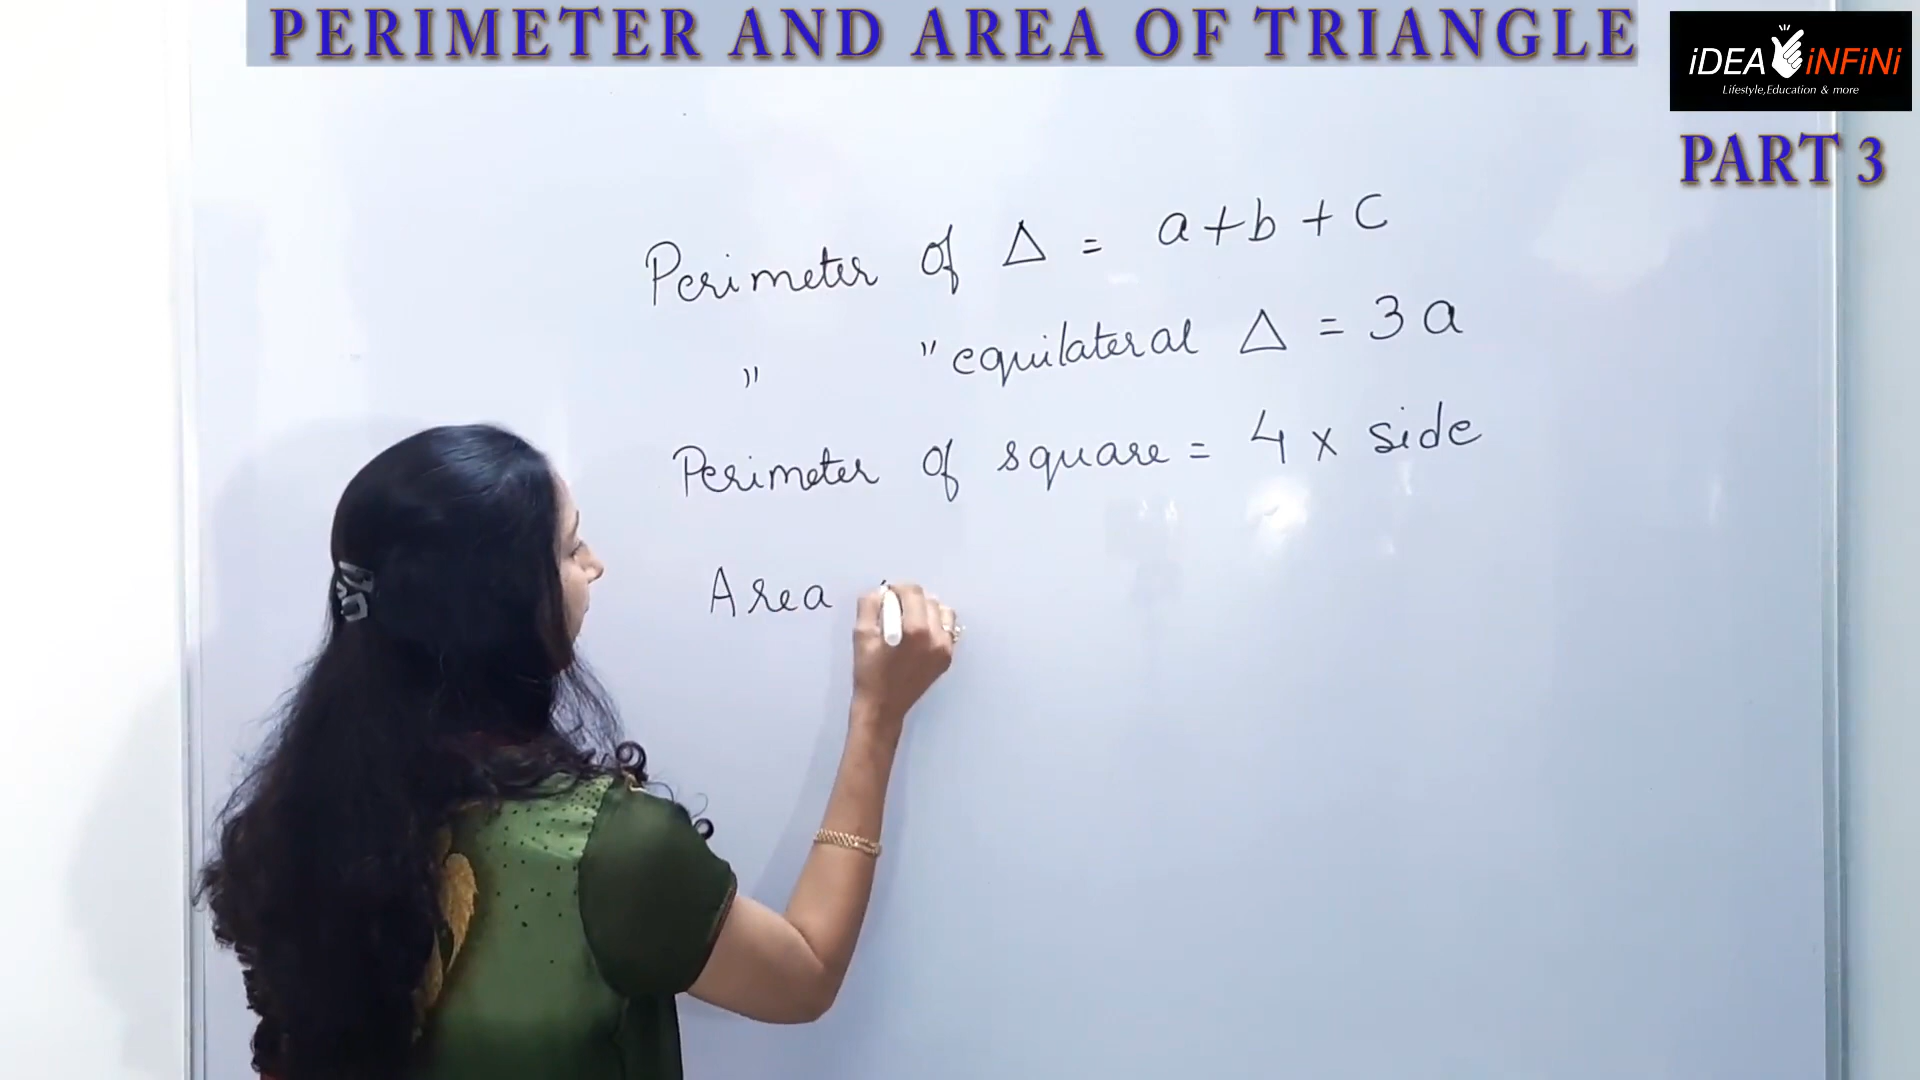 PERIMETER AND AREA OF TRIANGLE
iDEA iNFiNi
Lifestyle,Education & more
PART 3
Perimeter of Δ = a + b + c
" " equilateral Δ = 3a
Perimeter of square = 4 x side
Area